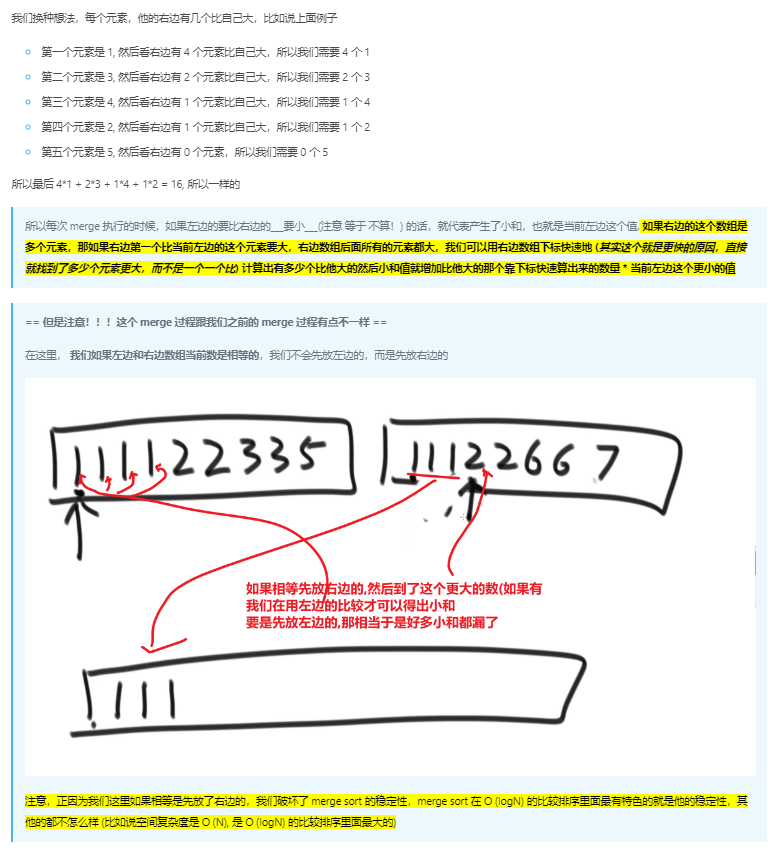 我们换种想法，每个元素，他的右边有几个比自己大，比如说上面例子
第一个元素是 1, 然后看右边有 4 个元素比自己大，所以我们需要 4 个 1
第二个元素是 3, 然后看右边有 2 个元素比自己大，所以我们需要 2 个 3
第三个元素是 4, 然后看右边有 1 个元素比自己大，所以我们需要 1 个 4
第四个元素是 2, 然后看右边有 1 个元素比自己大，所以我们需要 1 个 2
第五个元素是 5, 然后看右边有 0 个元素，所以我们需要 0 个 5
所以最后 4*1 + 2*3 + 1*4 + 1*2 = 16, 所以一样的
所以每次 merge 执行的时候，如果左边的要比右边的___要小___(注意 等于 不算！) 的话，就代表产生了小和，也就是当前左边这个值, 如果右边的这个数组是
多个元素，那如果右边第一个比当前左边的这个元素要大，右边数组后面所有的元素都大，我们可以用右边数组下标快速地 (其实这个就是更快的原因，直接
就找到了多少个元素更大，而不是一个一个比) 计算出有多少个比他大的然后小和值就增加比他大的那个靠下标快速算出来的数量 * 当前左边这个更小的值
== 但是注意！！！这个 merge 过程跟我们之前的 merge 过程有点不一样 ==
在这里， 我们如果左边和右边数组当前数是相等的，我们不会先放左边的，而是先放右边的
1 1 1 1 1 2 2 3 3 5
1 1 1 2 2 6 6 7
如果相等先放右边的,然后到了这个更大的数(如果有
我们在用左边的比较才可以得出小和
要是先放左边的,那相当于是好多小和都漏了
1 1 1
注意，正因为我们这里如果相等是先放了右边的，我们破坏了 merge sort 的稳定性，merge sort 在 O (logN) 的比较排序里面最有特色的就是他的稳定性，其
他的都不怎么样 (比如说空间复杂度是 O (N), 是 O (logN) 的比较排序里面最大的)